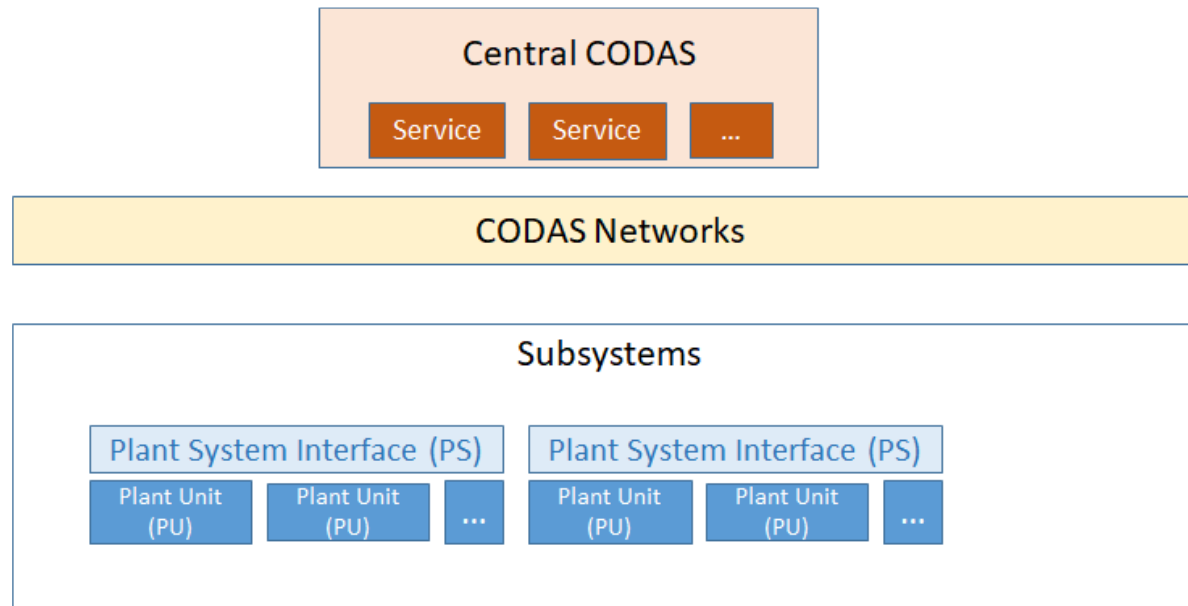 Central CODAS
Service
Service
...
CODAS Networks
Subsystems
Plant System Interface (PS)
Plant System Interface (PS)
Plant Unit
(PU)
Plant Unit
(PU)
...
Plant Unit
(PU)
Plant Unit
(PU)
...